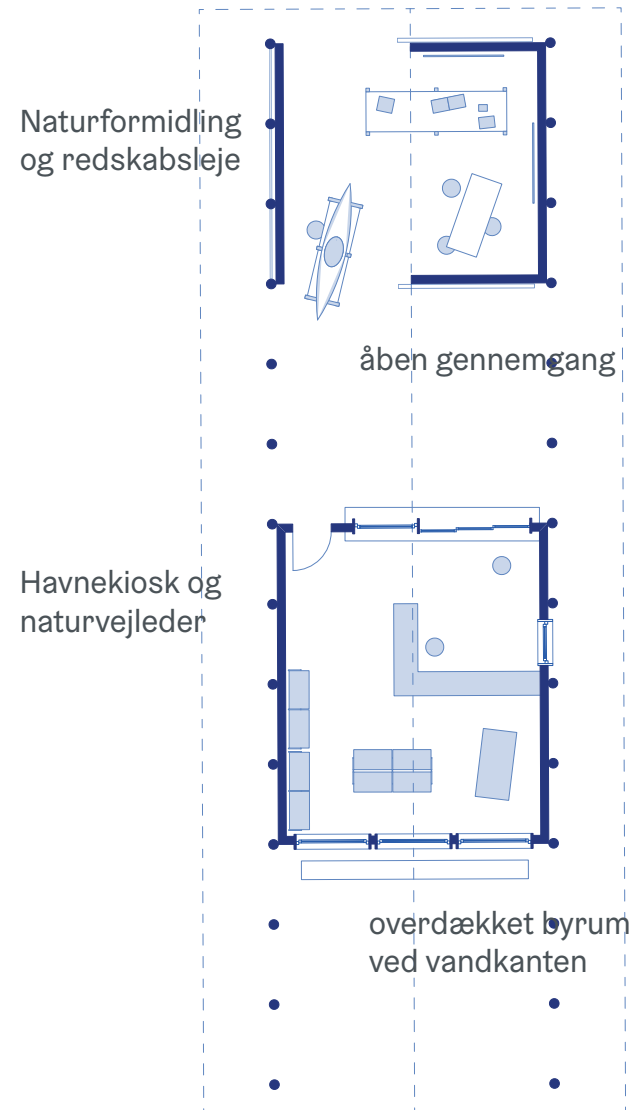 Naturformidling
og redskabsleje
åben gennemgang
Havnekiosk og
naturvejleder
overdækket byrum
ved vandkanten